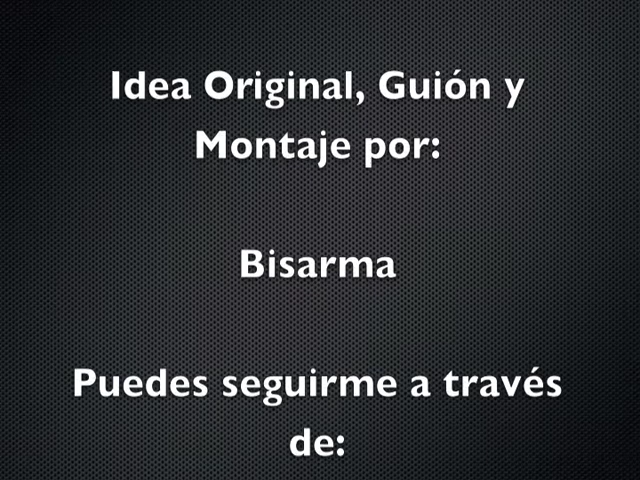 Idea Original, Guión y
Montaje por:
Bisarma
Puedes seguirme a través
de: